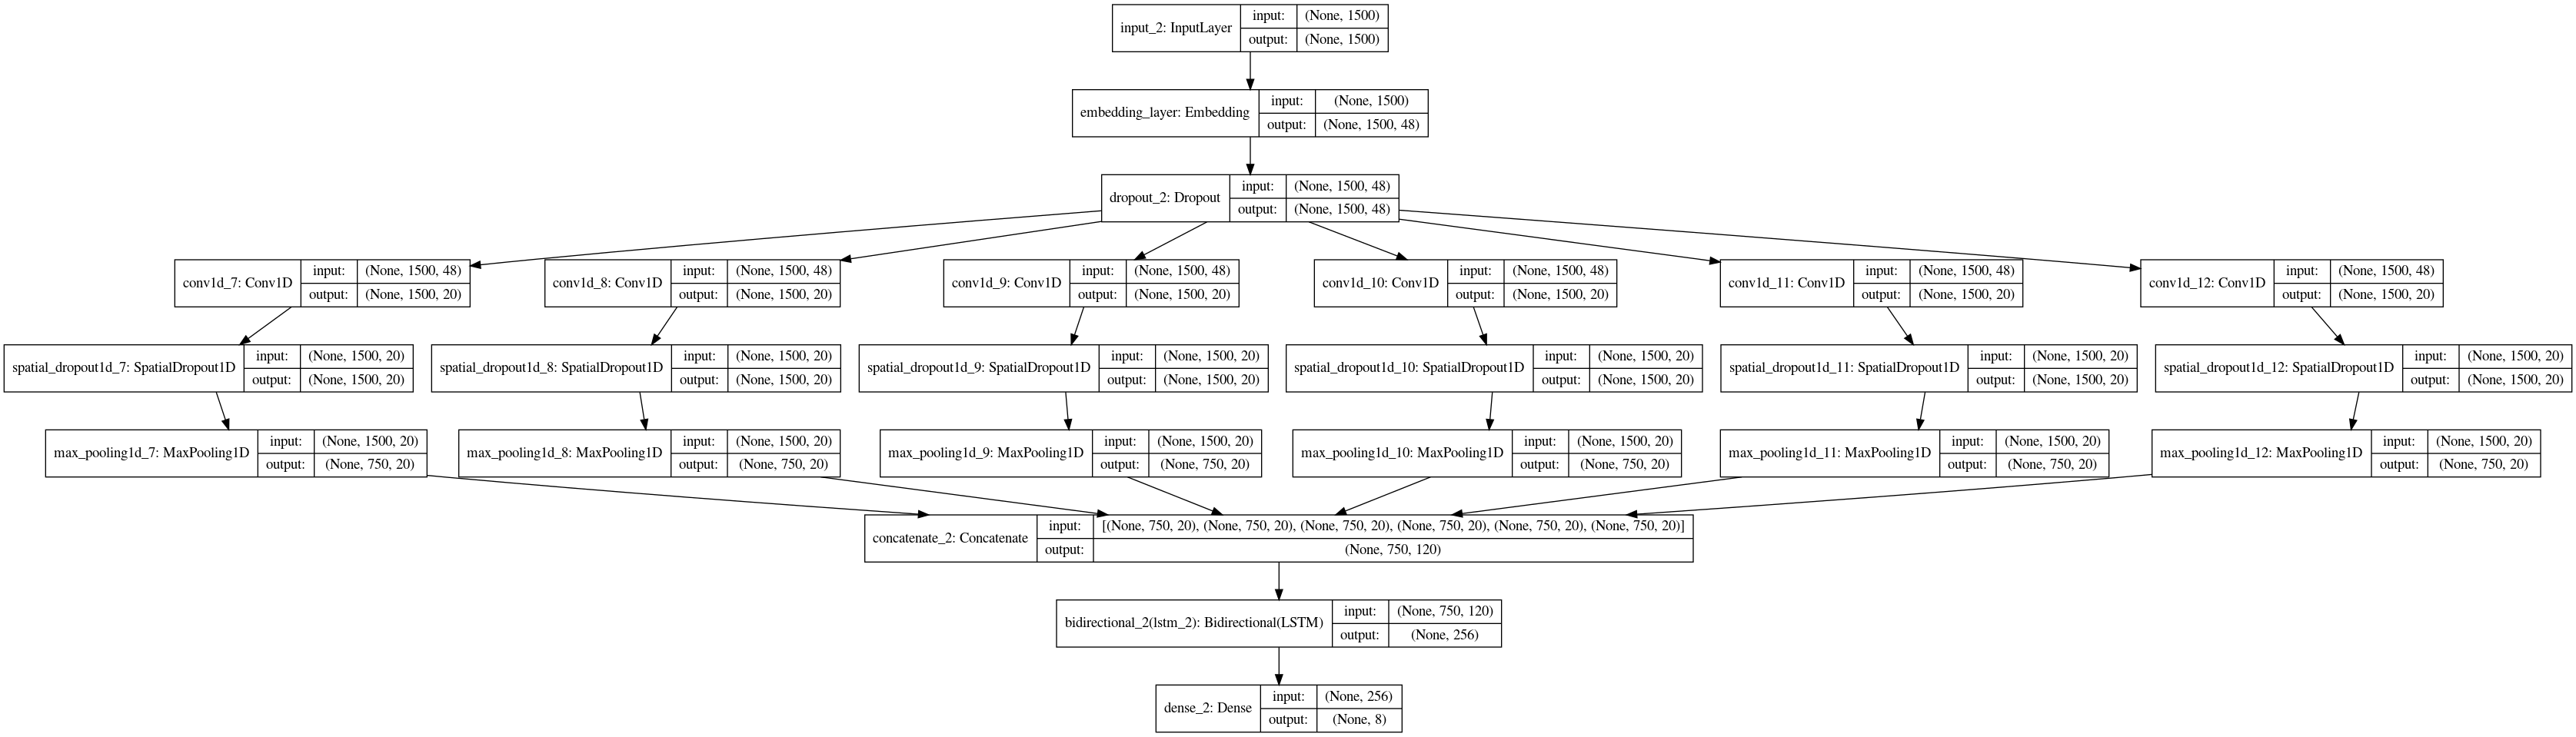 input_2: InputLayer
input: (None, 1500)
output: (None, 1500)
embedding_layer: Embedding
input: (None, 1500)
output: (None, 1500, 48)
dropout_2: Dropout
input: (None, 1500, 48)
output: (None, 1500, 48)
conv1d_7: Conv1D
input: (None, 1500, 48)
output: (None, 1500, 20)
conv1d_8: Conv1D
input: (None, 1500, 48)
output: (None, 1500, 20)
conv1d_9: Conv1D
input: (None, 1500, 48)
output: (None, 1500, 20)
conv1d_10: Conv1D
input: (None, 1500, 48)
output: (None, 1500, 20)
conv1d_11: Conv1D
input: (None, 1500, 48)
output: (None, 1500, 20)
conv1d_12: Conv1D
input: (None, 1500, 48)
output: (None, 1500, 20)
spatial_dropout1d_7: SpatialDropout1D
input: (None, 1500, 20)
output: (None, 1500, 20)
spatial_dropout1d_8: SpatialDropout1D
input: (None, 1500, 20)
output: (None, 1500, 20)
spatial_dropout1d_9: SpatialDropout1D
input: (None, 1500, 20)
output: (None, 1500, 20)
spatial_dropout1d_10: SpatialDropout1D
input: (None, 1500, 20)
output: (None, 1500, 20)
spatial_dropout1d_11: SpatialDropout1D
input: (None, 1500, 20)
output: (None, 1500, 20)
spatial_dropout1d_12: SpatialDropout1D
input: (None, 1500, 20)
output: (None, 1500, 20)
max_pooling1d_7: MaxPooling1D
input: (None, 1500, 20)
output: (None, 750, 20)
max_pooling1d_8: MaxPooling1D
input: (None, 1500, 20)
output: (None, 750, 20)
max_pooling1d_9: MaxPooling1D
input: (None, 1500, 20)
output: (None, 750, 20)
max_pooling1d_10: MaxPooling1D
input: (None, 1500, 20)
output: (None, 750, 20)
max_pooling1d_11: MaxPooling1D
input: (None, 1500, 20)
output: (None, 750, 20)
max_pooling1d_12: MaxPooling1D
input: (None, 1500, 20)
output: (None, 750, 20)
concatenate_2: Concatenate
input: [(None, 750, 20), (None, 750, 20), (None, 750, 20), (None, 750, 20), (None, 750, 20), (None, 750, 20)]
output: (None, 750, 120)
bidirectional_2(lstm_2): Bidirectional(LSTM)
input: (None, 750, 120)
output: (None, 256)
dense_2: Dense
input: (None, 256)
output: (None, 8)